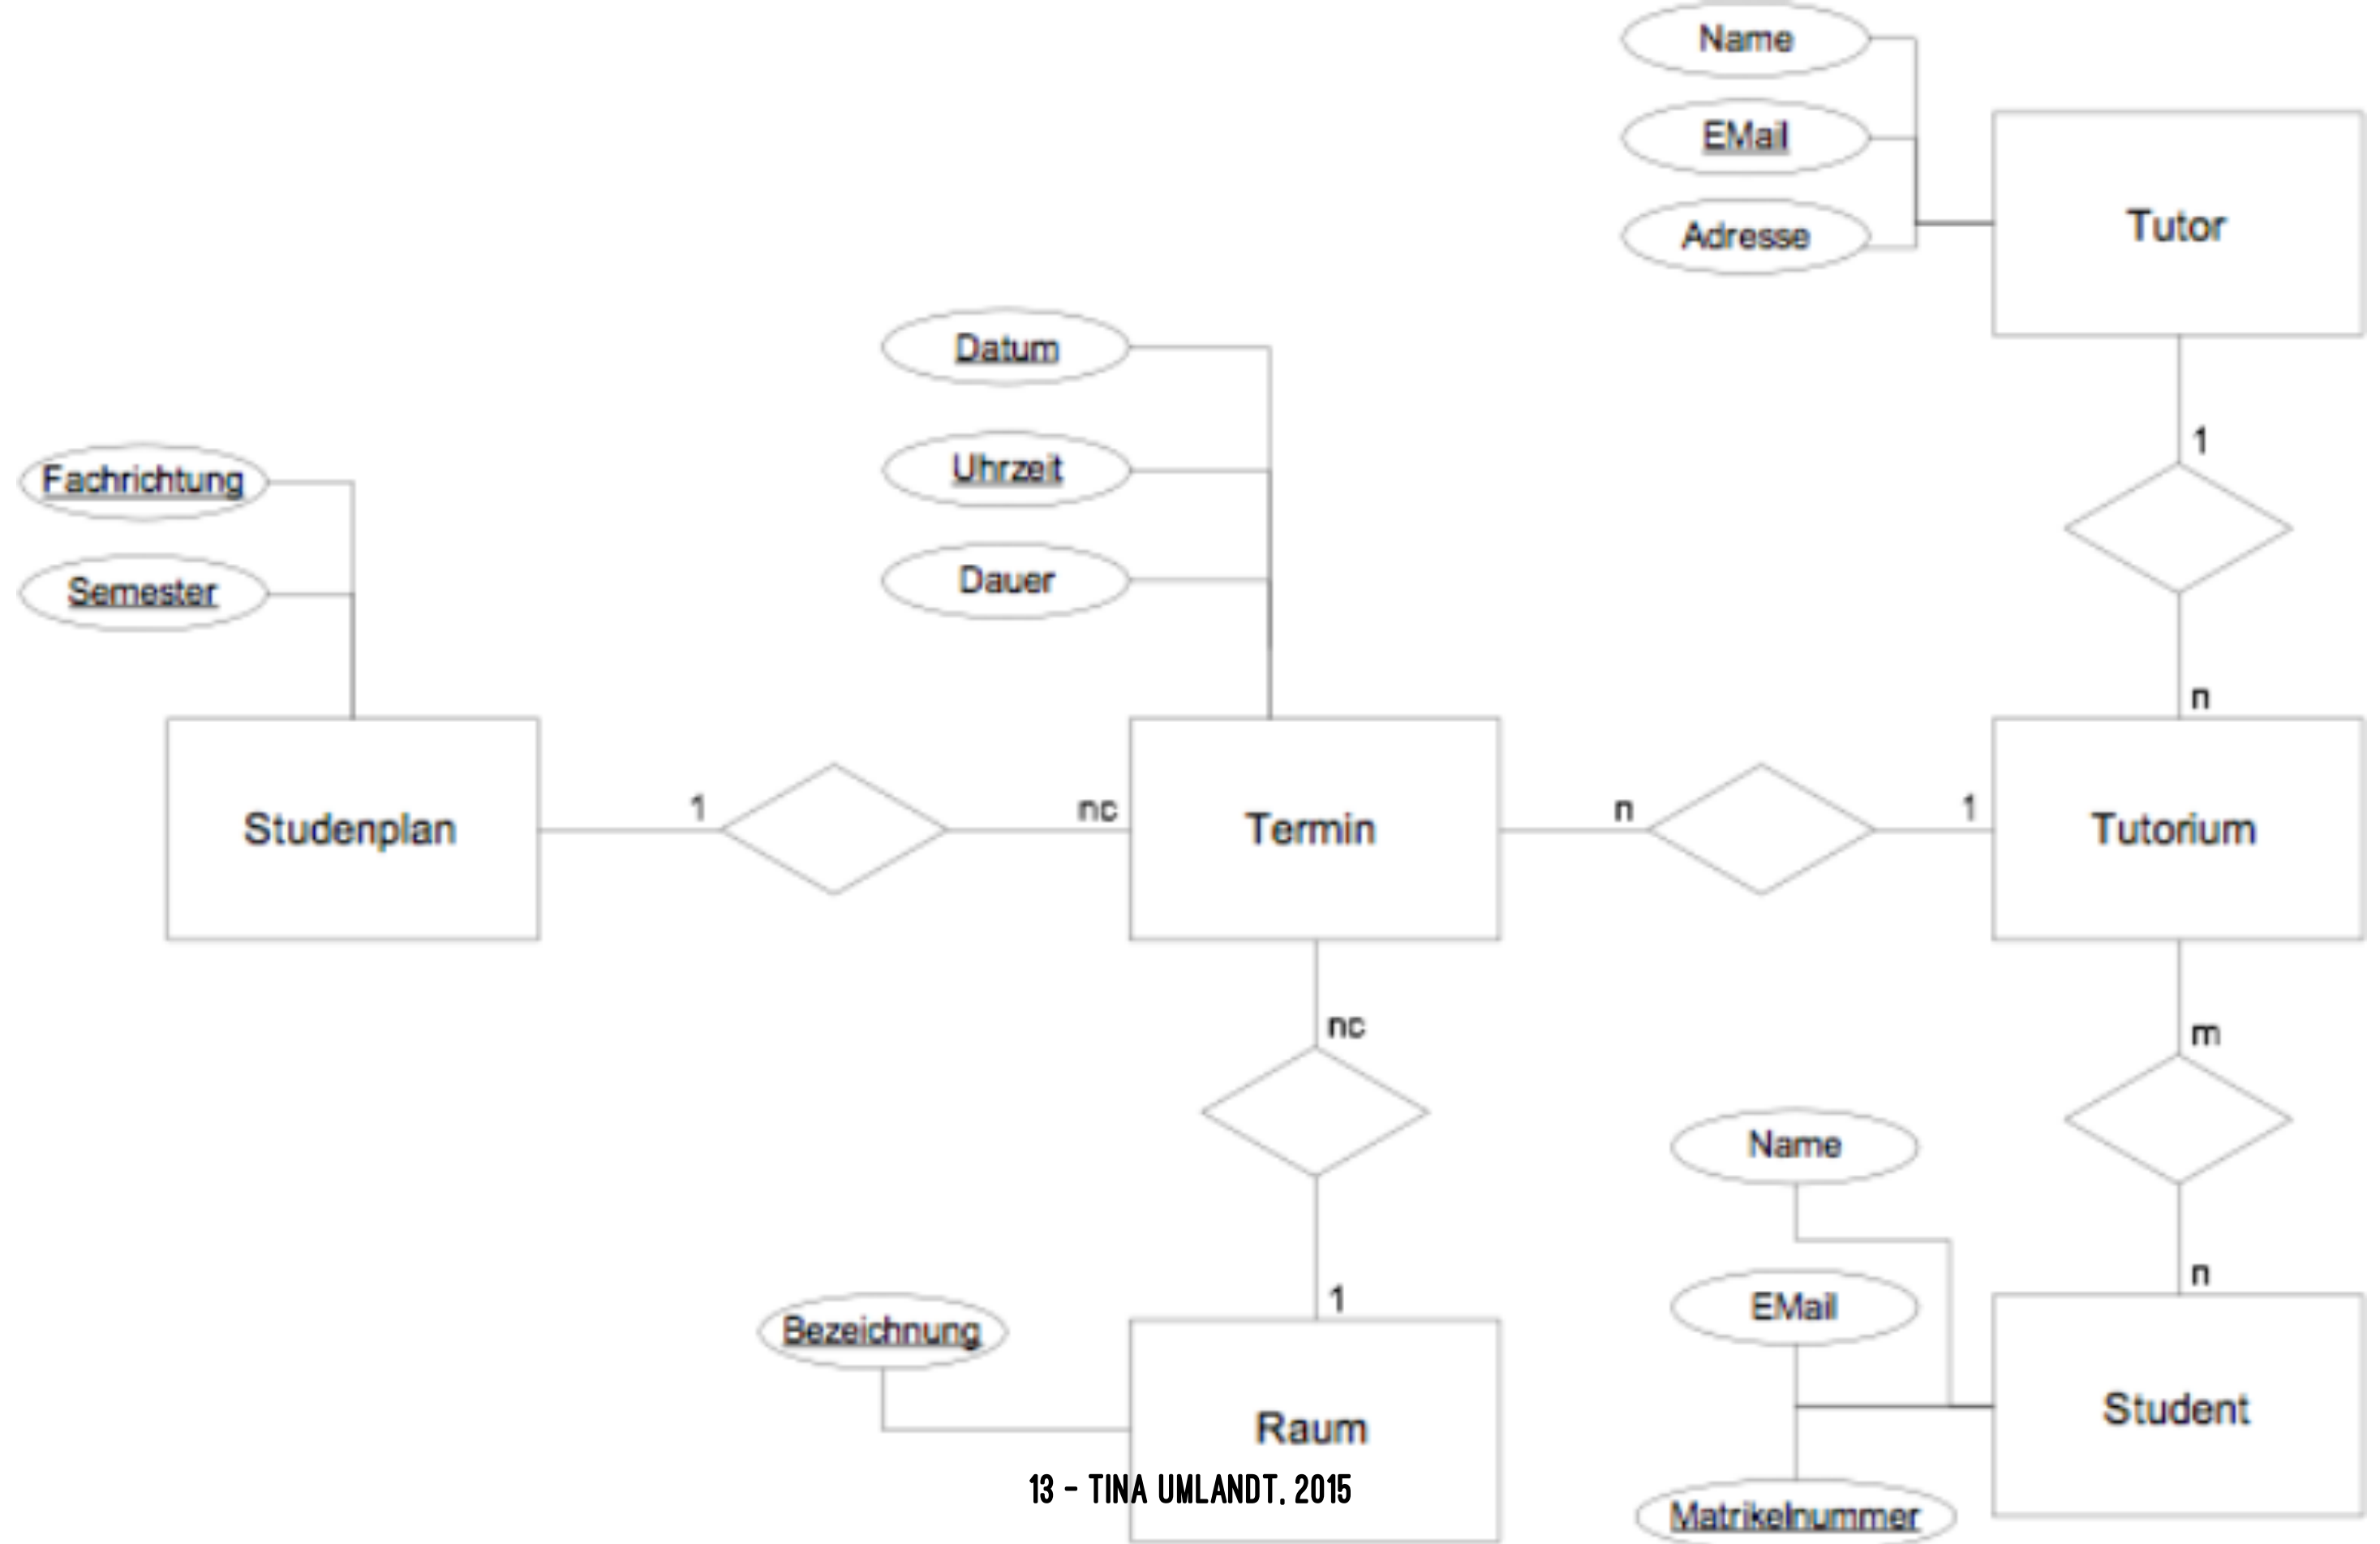 Name
EMail
Adresse
Tutor
Datum
Uhrzeit
Dauer
Fachrichtung
Semester
1
n
Studenplan
1
nc
Termin
n
1
Tutorium
nc
m
1
n
Name
EMail
Bezeichnung
Raum
Student
Matrikelnummer
13 - TINA UMLANDT, 2015